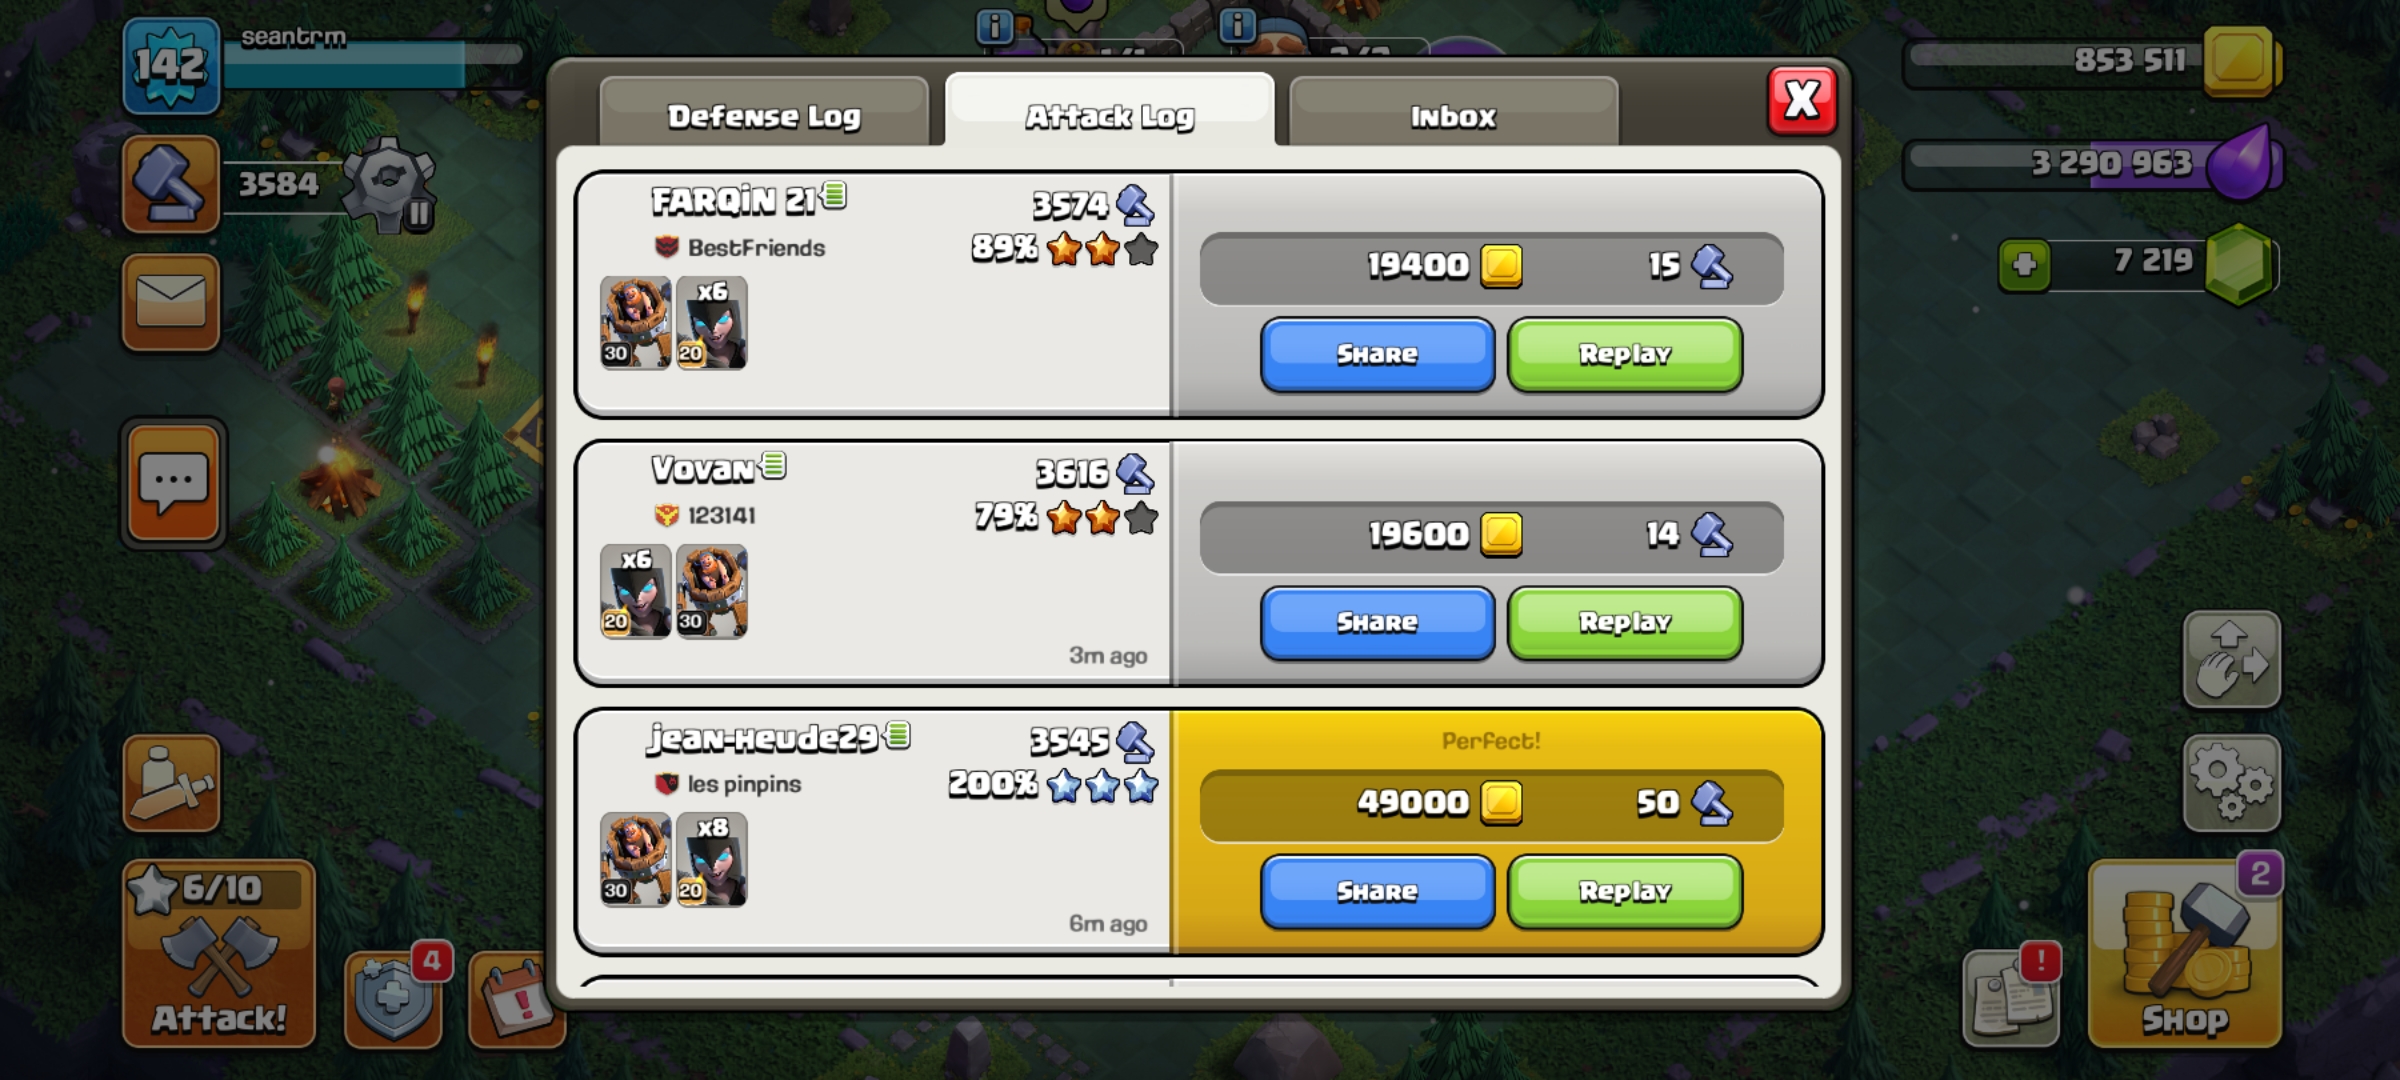 142
seantrm
3584
853 511
3 290 963
7 219
Defense Log
Attack Log
Inbox
X
FARQiN 21
3574
BestFriends
89%
30
x6
20
19400
15
Share
Replay
Vovan
3616
123141
79%
x6
20
30
3m ago
19600
14
Share
Replay
jean-Heude29
3545
les pinpins
200%
30
x8
20
6m ago
Perfect!
49000
50
Share
Replay
6/10
Attack!
4
!
!
2
Shop